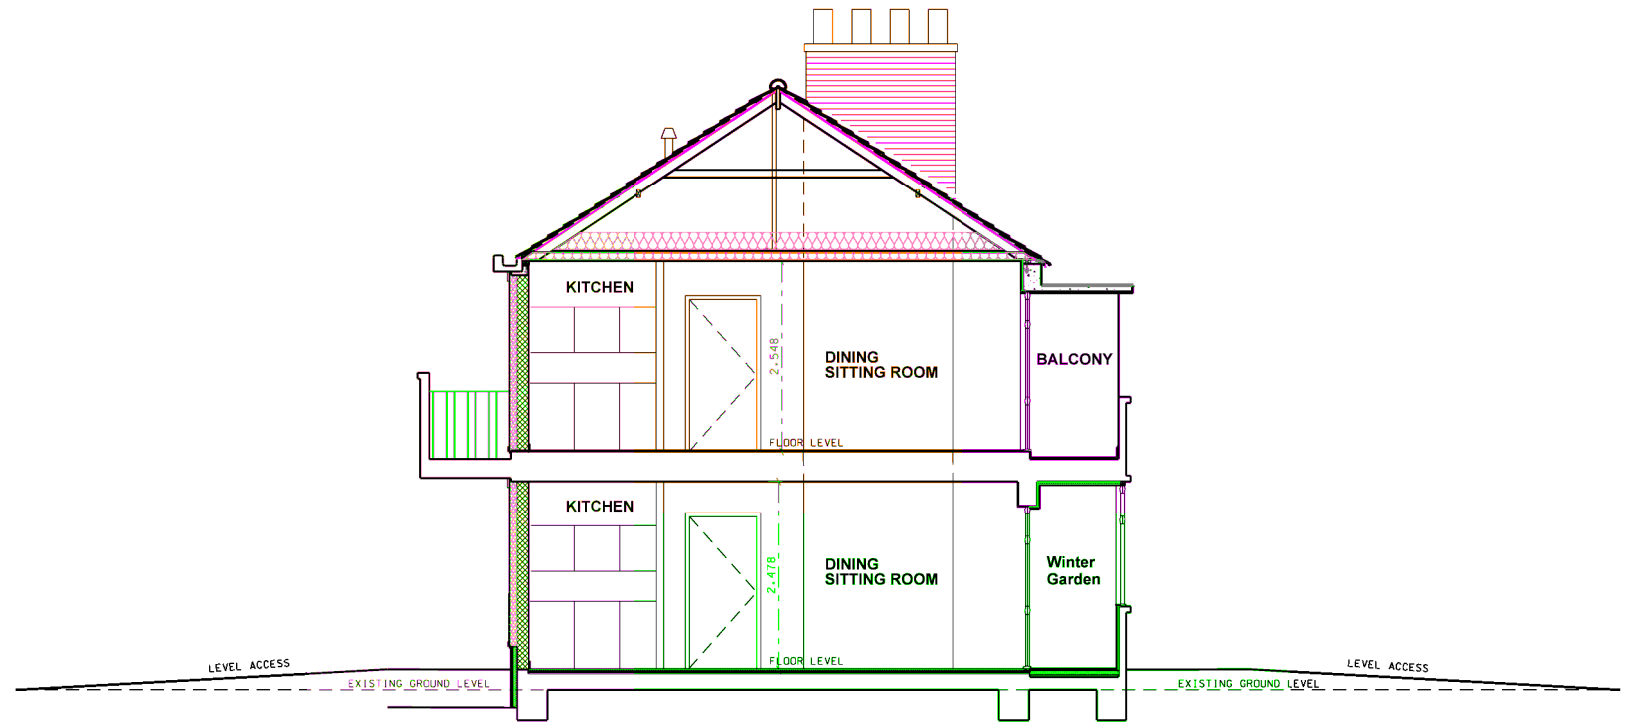 KITCHEN
2.548
DINING
SITTING ROOM
BALCONY
FLOOR LEVEL
KITCHEN
2.478
DINING
SITTING ROOM
Winter
Garden
FLOOR LEVEL
LEVEL ACCESS
LEVEL ACCESS
EXISTING GROUND LEVEL
EXISTING GROUND LEVEL